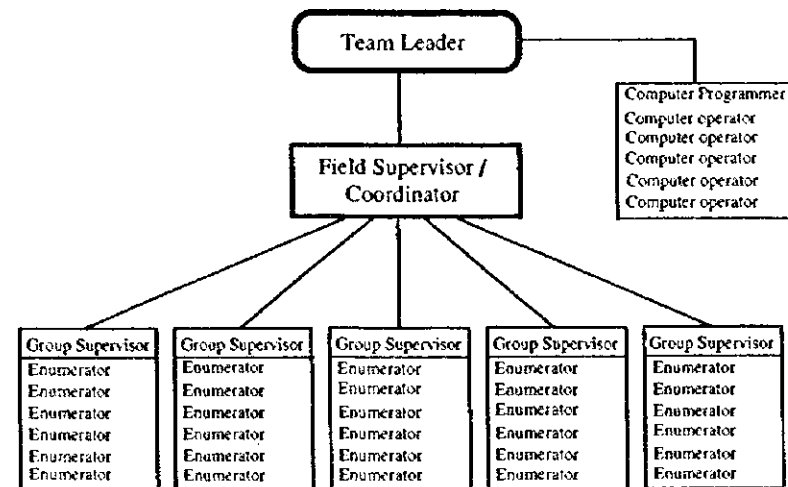 Team Leader
Computer Programmer
Computer operator
Computer operator
Computer operator
Computer operator
Computer operator
Field Supervisor /
Coordinator
Group Supervisor
Enumerator
Enumerator
Enumerator
Enumerator
Enumerator
Enumerator
Group Supervisor
Enumerator
Enumerator
Enumerator
Enumerator
Enumerator
Enumerator
Group Supervisor
Enumerator
Enumerator
Enumerator
Enumerator
Enumerator
Enumerator
Group Supervisor
Enumerator
Enumerator
Enumerator
Enumerator
Enumerator
Enumerator
Group Supervisor
Enumerator
Enumerator
Enumerator
Enumerator
Enumerator
Enumerator